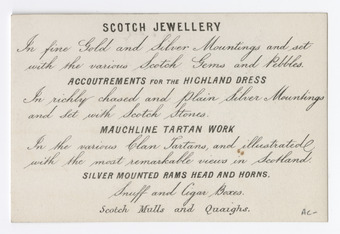 SCOTCH JEWELLERY
In fine Gold and Silver Mountings and set
with the various Scotch Gems and Pebbles.
ACCOUTREMENTS FOR THE HIGHLAND DRESS
In richly chased and plain Silver Mountings
and set with Scotch Stones.
MAUCHLINE TARTAN WORK
In the various Clan Tartans, and illustrated
with the most remarkable views in Scotland.
SILVER MOUNTED RAMS HEAD AND HORNS.
Snuff and Cigar Boxes.
Scotch Mulls and Quaighs.